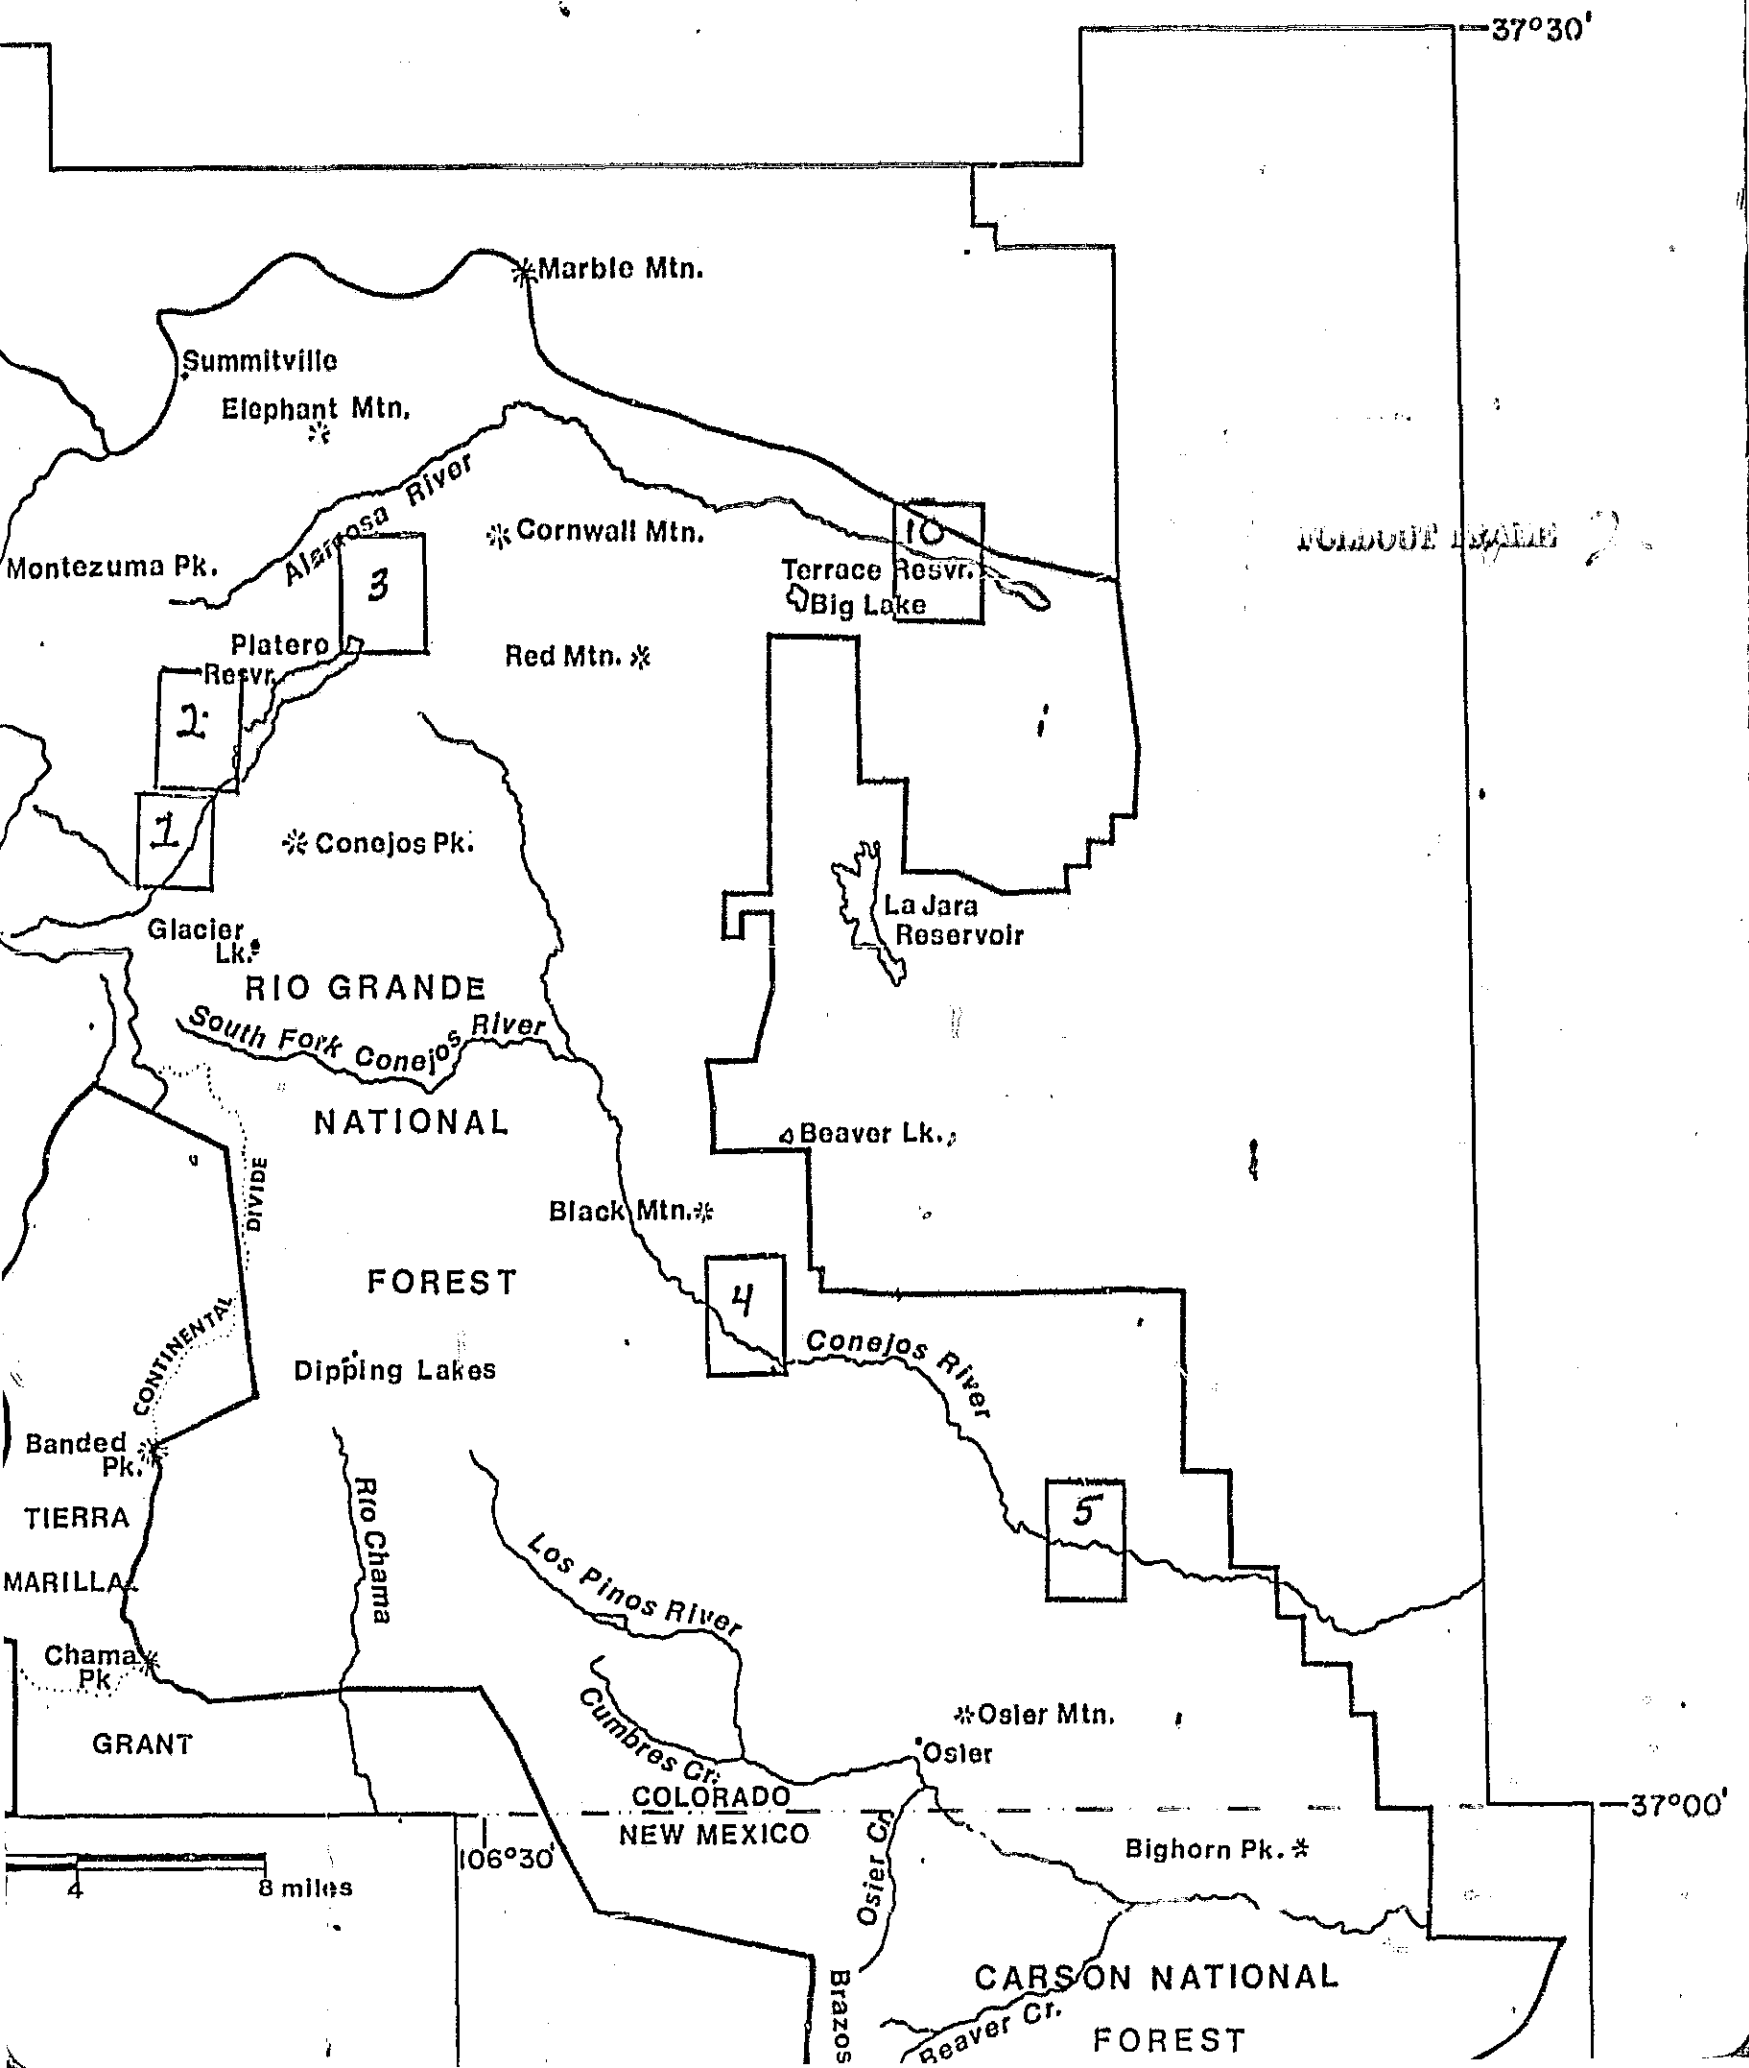 37°30'
Marble Mtn.
Summitville
Elephant Mtn.
Alamosa River
Cornwall Mtn.
10
FOLDOUT FRAME 2
Montezuma Pk.
3
Terrace Resvr.
Big Lake
Platero
Resvr.
Red Mtn.
2
1
Conejos Pk.
La Jara
Reservoir
Glacier
Lk.
RIO GRANDE
South Fork Conejos River
NATIONAL
Beaver Lk.
DIVIDE
Black Mtn.
FOREST
4
CONTINENTAL
Conejos River
Dipping Lakes
Banded
Pk.
5
TIERRA
Rio Chama
Los Pinos River
MARILLA
Chama
Pk
Cumbres Cr.
Osier Mtn.
GRANT
Osier
COLORADO
37°00'
NEW MEXICO
Osier Cr
Bighorn Pk.
106°30'
4
8 miles
CARSON NATIONAL
Brazos
Beaver Cr.
FOREST